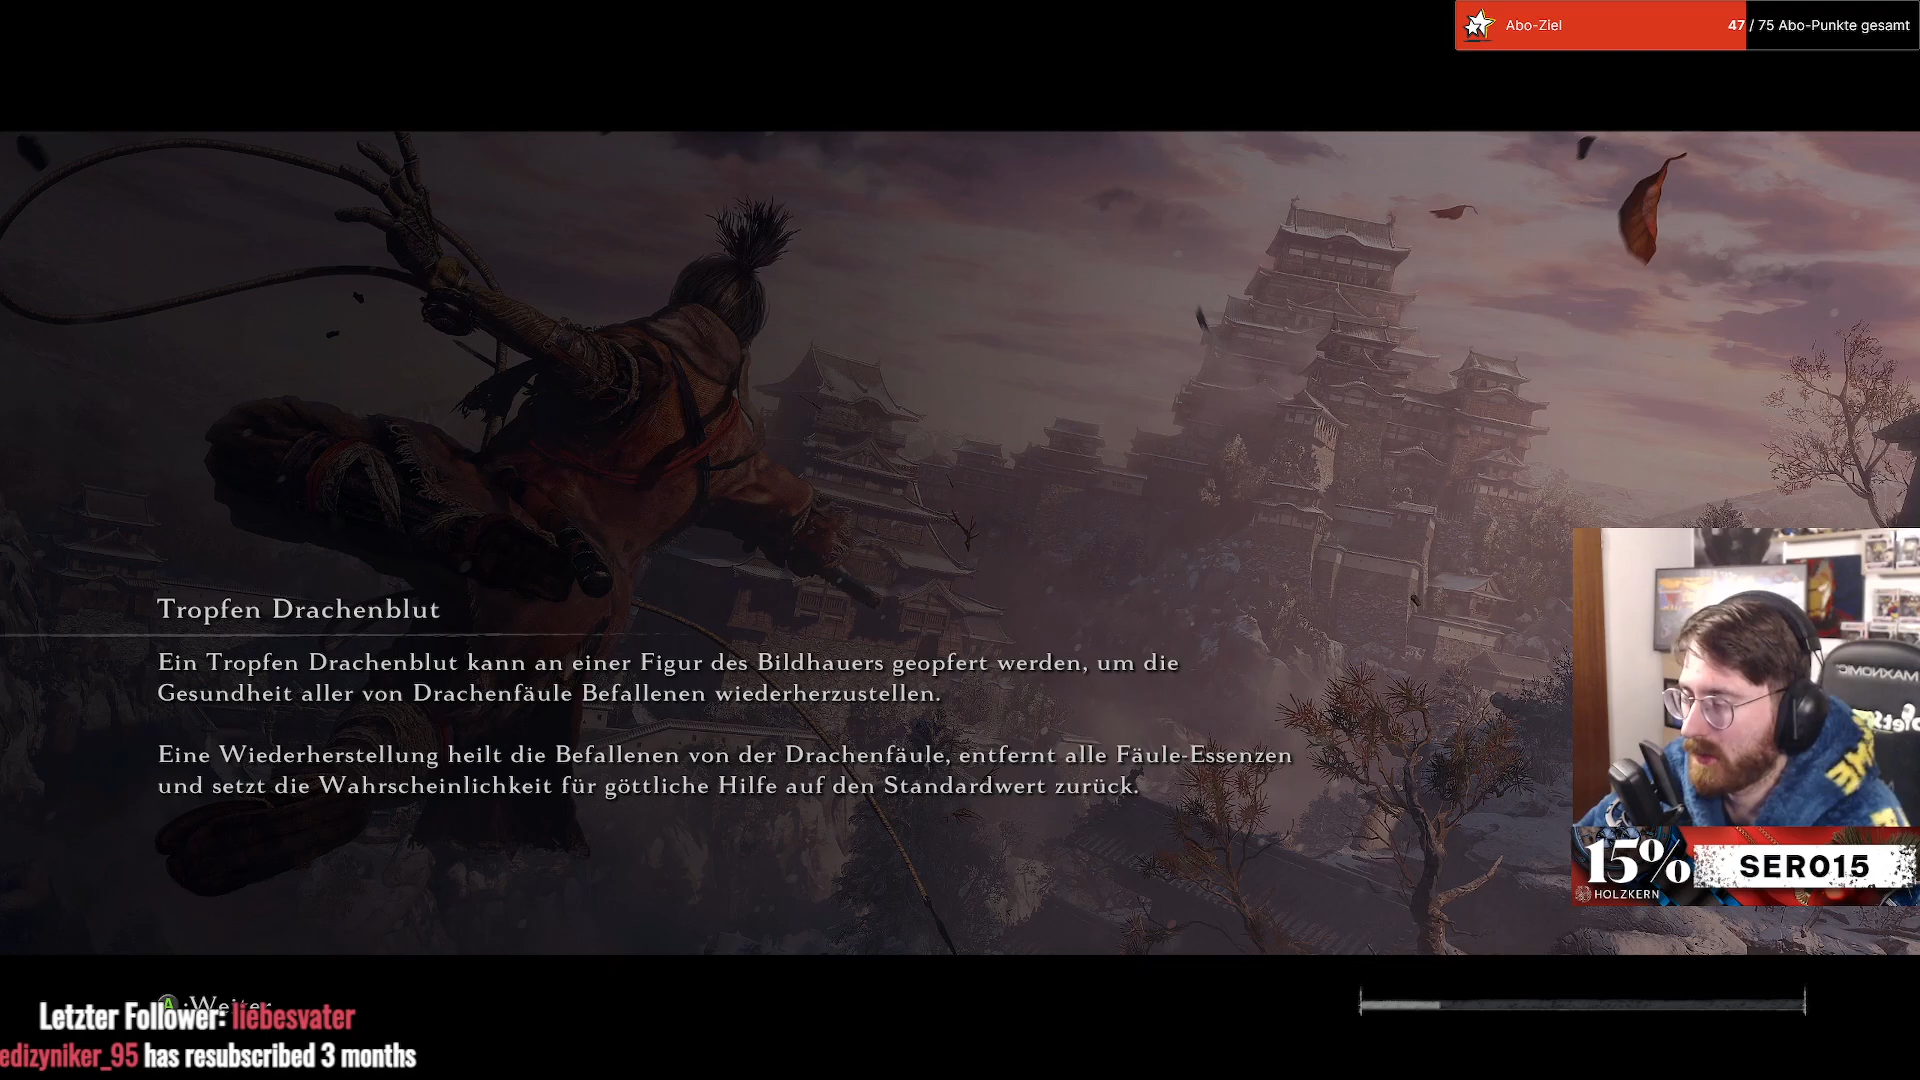 Abo-Ziel
47 / 75 Abo-Punkte gesamt
Tropfen Drachenblut
Ein Tropfen Drachenblut kann an einer Figur des Bildhauers geopfert werden, um die
Gesundheit aller von Drachenfäule Befallenen wiederherzustellen.
Eine Wiederherstellung heilt die Befallenen von der Drachenfäule, entfernt alle Fäule-Essenzen
und setzt die Wahrscheinlichkeit für göttliche Hilfe auf den Standardwert zurück.
MAXNOMIC
15%
SERO15
HOLZKERN
A :Weiter
Letzter Follower: liebesvater
edizyniker_95 has resubscribed 3 months